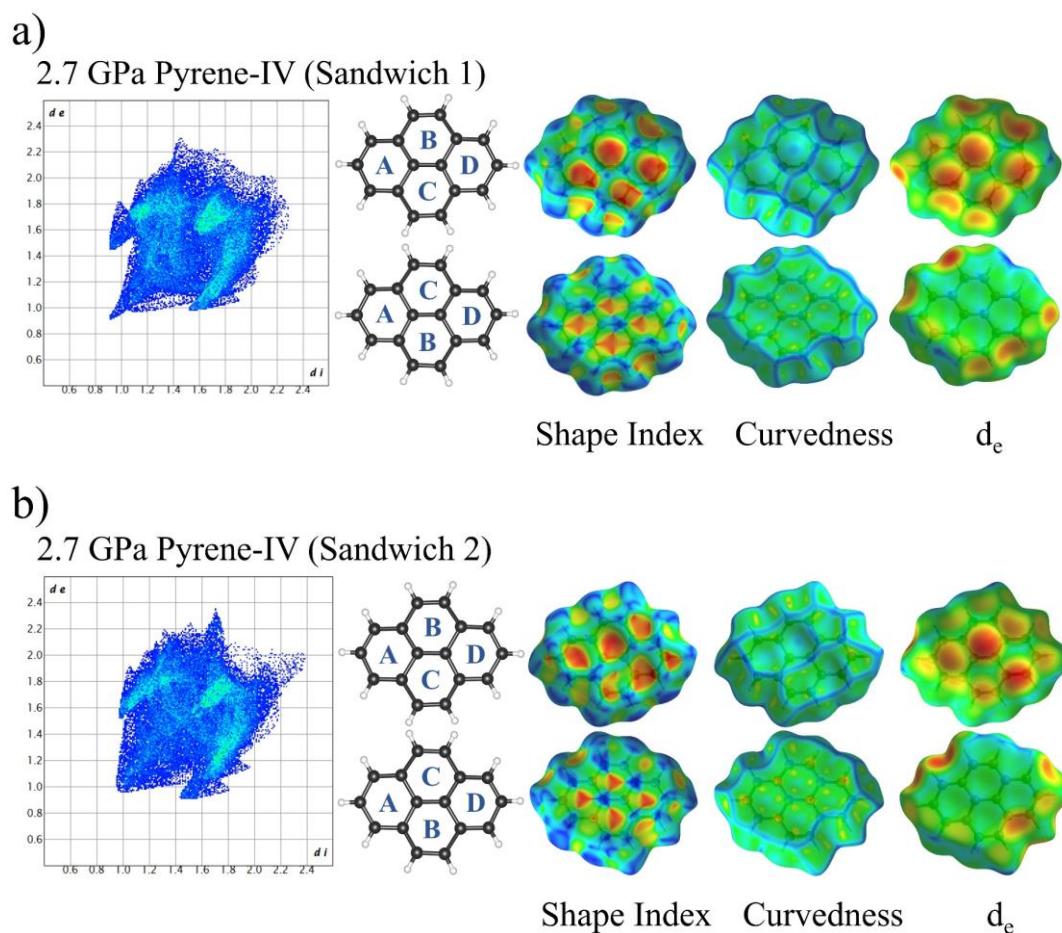 a)
2.7 GPa Pyrene-IV (Sandwich 1)
d e
2.4
2.2
2.0
1.8
1.6
1.4
1.2
1.0
0.8
0.6
d i
0.6 0.8 1.0 1.2 1.4 1.6 1.8 2.0 2.2 2.4
B
A D
C
C
A D
B
Shape Index Curvedness de
b)
2.7 GPa Pyrene-IV (Sandwich 2)
d e
2.4
2.2
2.0
1.8
1.6
1.4
1.2
1.0
0.8
0.6
d i
0.6 0.8 1.0 1.2 1.4 1.6 1.8 2.0 2.2 2.4
B
A D
C
C
A D
B
Shape Index Curvedness de